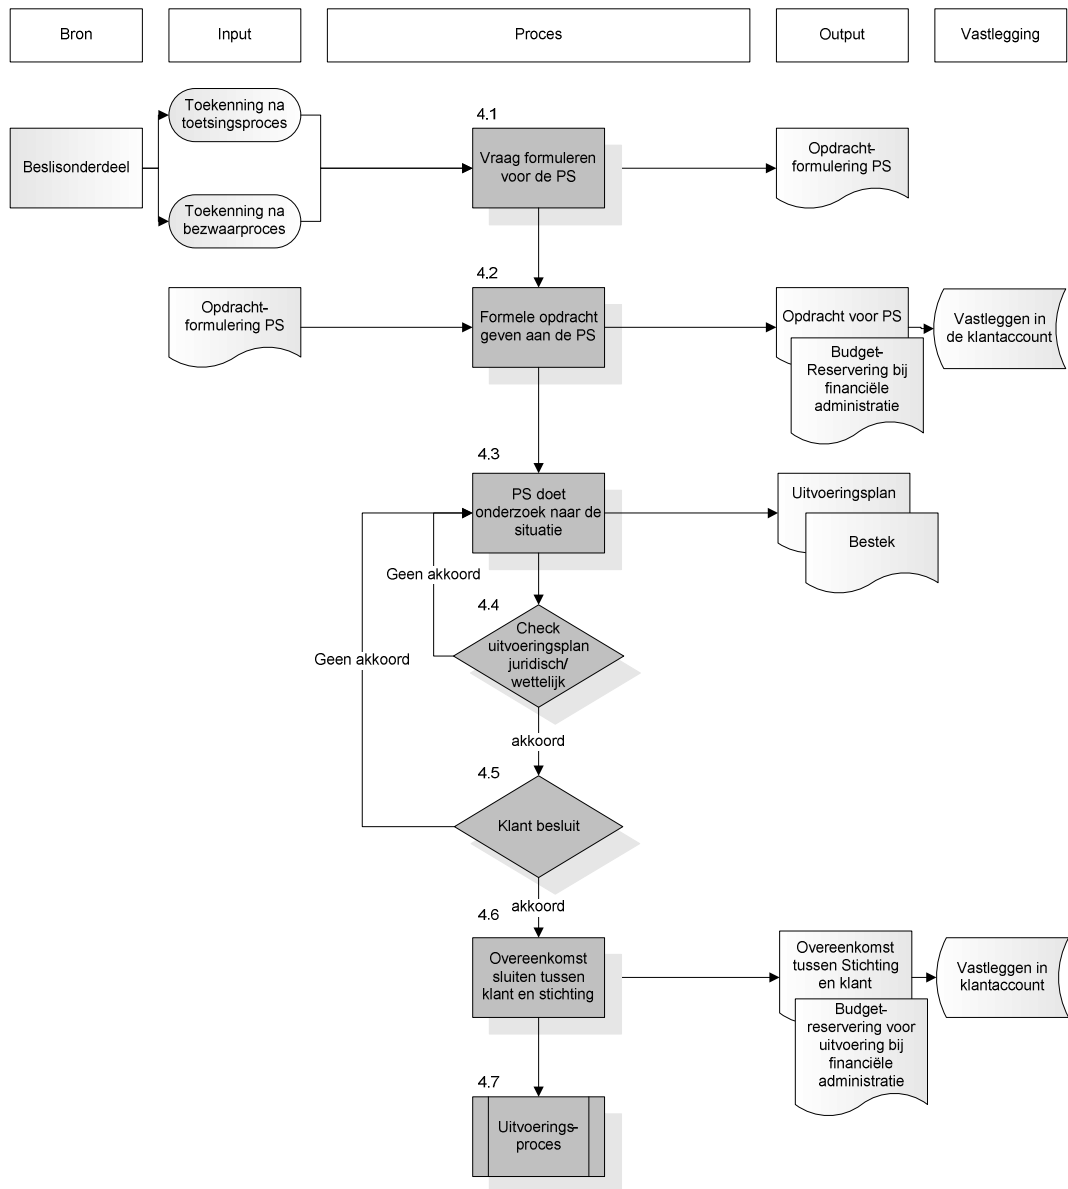 Bron
Input
Proces
Output
Vastlegging
Beslisonderdeel
Toekenning na
toetsingsproces
Toekenning na
bezwaarproces
4.1
Vraag formuleren
voor de PS
Opdracht-
formulering PS
4.2
Opdracht-
formulering PS
Formele opdracht
geven aan de PS
Opdracht voor PS
Budget-
Reservering bij
financiële
administratie
Vastleggen in
de klantaccount
4.3
PS doet
onderzoek naar de
situatie
Uitvoeringsplan
Bestek
Geen akkoord
4.4
Check
uitvoeringsplan
juridisch/
wettelijk
Geen akkoord
akkoord
4.5
Klant besluit
akkoord
4.6
Overeenkomst
sluiten tussen
klant en stichting
Overeenkomst
tussen Stichting
en klant
Budget-
reservering voor
uitvoering bij
financiële
administratie
Vastleggen in
klantaccount
4.7
Uitvoerings-
proces